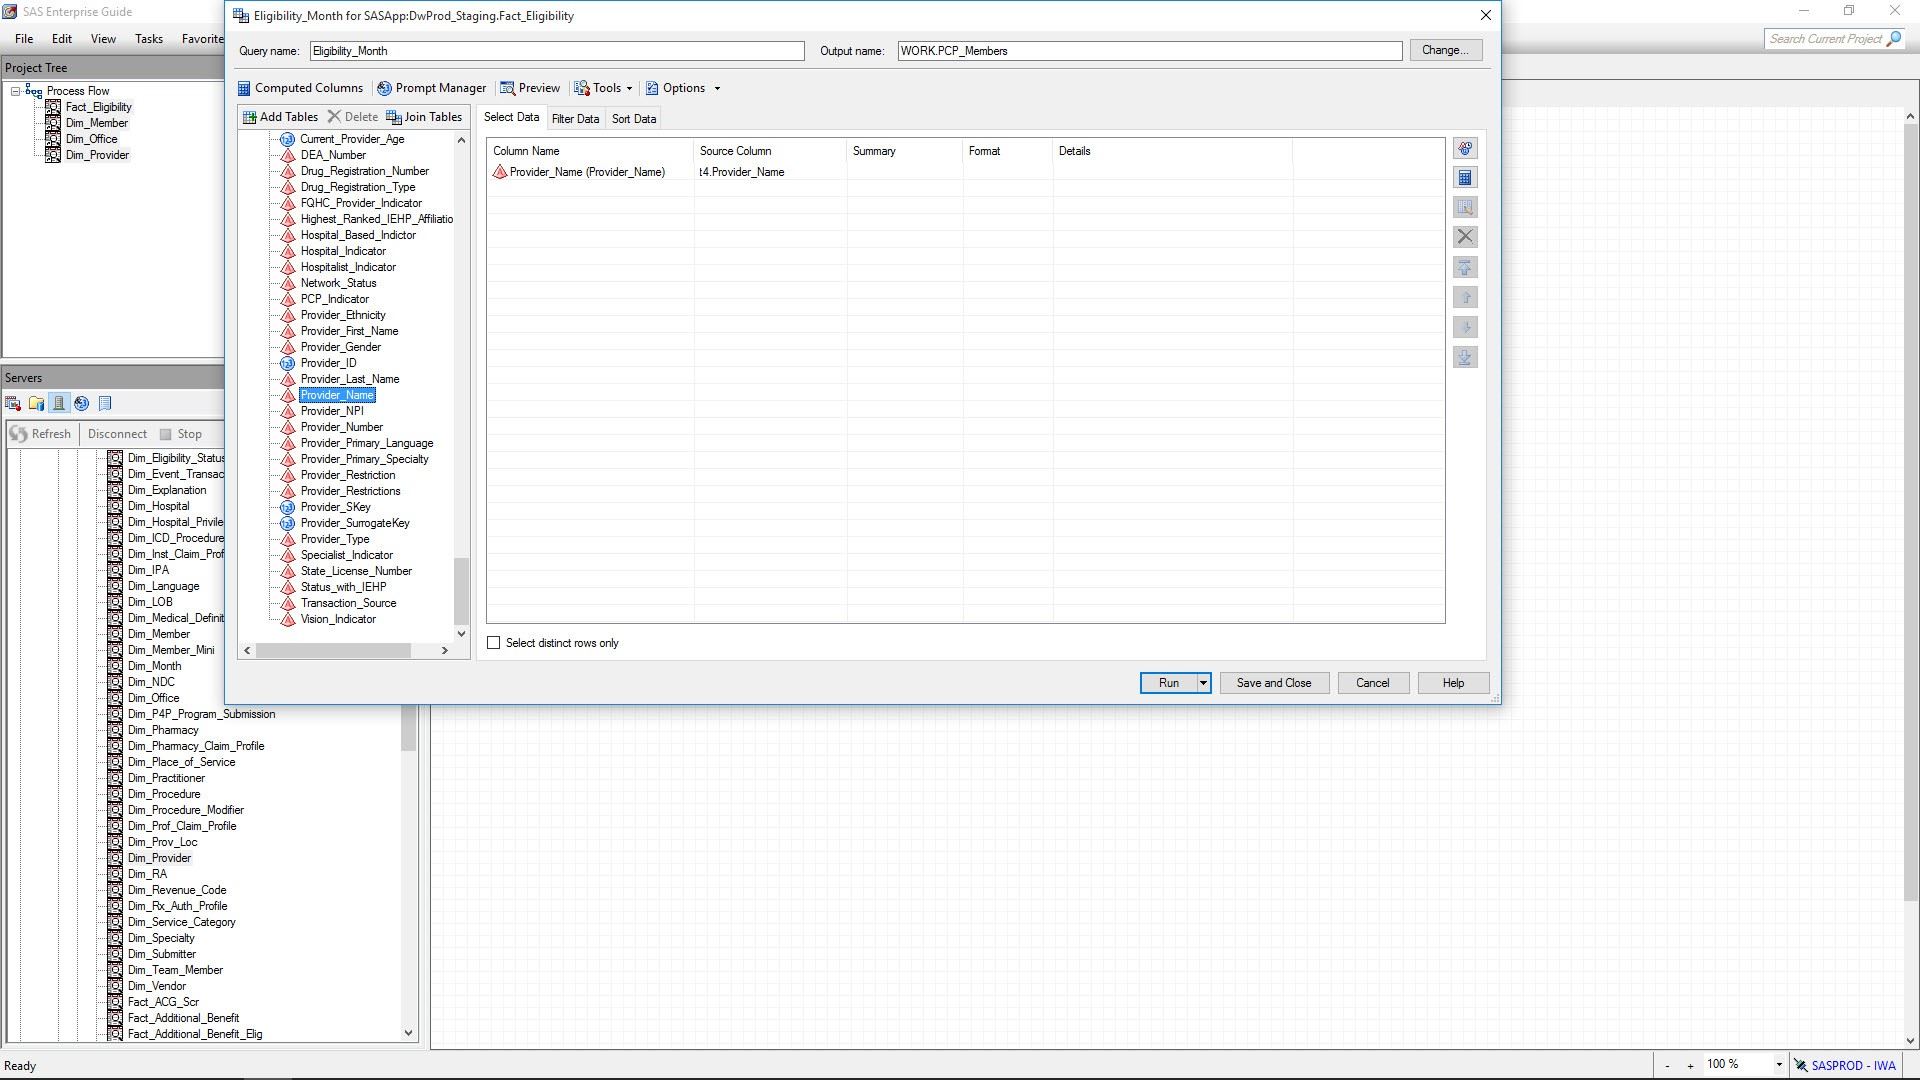 SAS Enterprise Guide
File Edit View Tasks Favorite
Search Current Project
Project Tree
Process Flow
Fact_Eligibility
Dim_Member
Dim_Office
Dim_Provider
Servers
Refresh Disconnect Stop
Dim_Eligibility_Status
Dim_Event_Transac
Dim_Explanation
Dim_Hospital
Dim_Hospital_Privile
Dim_ICD_Procedure
Dim_Inst_Claim_Prof
Dim_IPA
Dim_Language
Dim_LOB
Dim_Medical_Definit
Dim_Member
Dim_Member_Mini
Dim_Month
Dim_NDC
Dim_Office
Dim_P4P_Program_Submission
Dim_Pharmacy
Dim_Pharmacy_Claim_Profile
Dim_Place_of_Service
Dim_Practitioner
Dim_Procedure
Dim_Procedure_Modifier
Dim_Prof_Claim_Profile
Dim_Prov_Loc
Dim_Provider
Dim_RA
Dim_Revenue_Code
Dim_Rx_Auth_Profile
Dim_Service_Category
Dim_Specialty
Dim_Submitter
Dim_Team_Member
Dim_Vendor
Fact_ACG_Scr
Fact_Additional_Benefit
Fact_Additional_Benefit_Elig
Eligibility_Month for SASApp:DwProd_Staging.Fact_Eligibility
Query name: Eligibility_Month Output name: WORK.PCP_Members Change...
Computed Columns Prompt Manager Preview Tools Options
Add Tables Delete Join Tables
Current_Provider_Age
DEA_Number
Drug_Registration_Number
Drug_Registration_Type
FQHC_Provider_Indicator
Highest_Ranked_IEHP_Affiliatio
Hospital_Based_Indictor
Hospital_Indicator
Hospitalist_Indicator
Network_Status
PCP_Indicator
Provider_Ethnicity
Provider_First_Name
Provider_Gender
Provider_ID
Provider_Last_Name
Provider_Name
Provider_NPI
Provider_Number
Provider_Primary_Language
Provider_Primary_Specialty
Provider_Restriction
Provider_Restrictions
Provider_SKey
Provider_SurrogateKey
Provider_Type
Specialist_Indicator
State_License_Number
Status_with_IEHP
Transaction_Source
Vision_Indicator
Select Data Filter Data Sort Data
Column Name Source Column Summary Format Details
Provider_Name (Provider_Name) t4.Provider_Name
Select distinct rows only
Run Save and Close Cancel Help
Ready
- + 100 % SASPROD - IWA